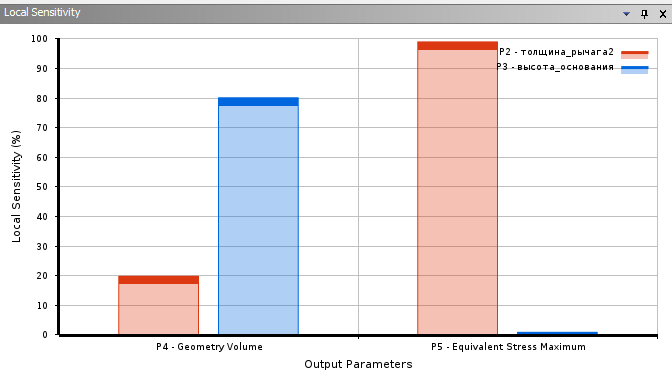 Local Sensitivity
100
90
80
70
60
50
40
30
20
10
0
Local Sensitivity (%)
P2 - толщина_рычага2
P3 - высота_основания
P4 - Geometry Volume
P5 - Equivalent Stress Maximum
Output Parameters